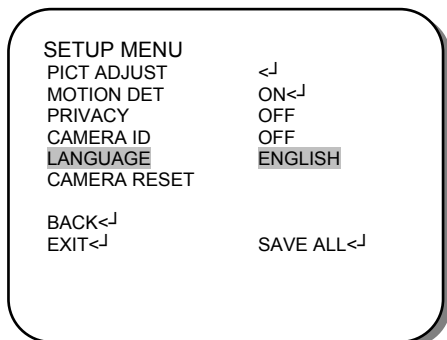 SETUP MENU
PICT ADJUST <┘
MOTION DET ON<┘
PRIVACY OFF
CAMERA ID OFF
LANGUAGE ENGLISH
CAMERA RESET
BACK<┘
EXIT<┘ SAVE ALL<┘